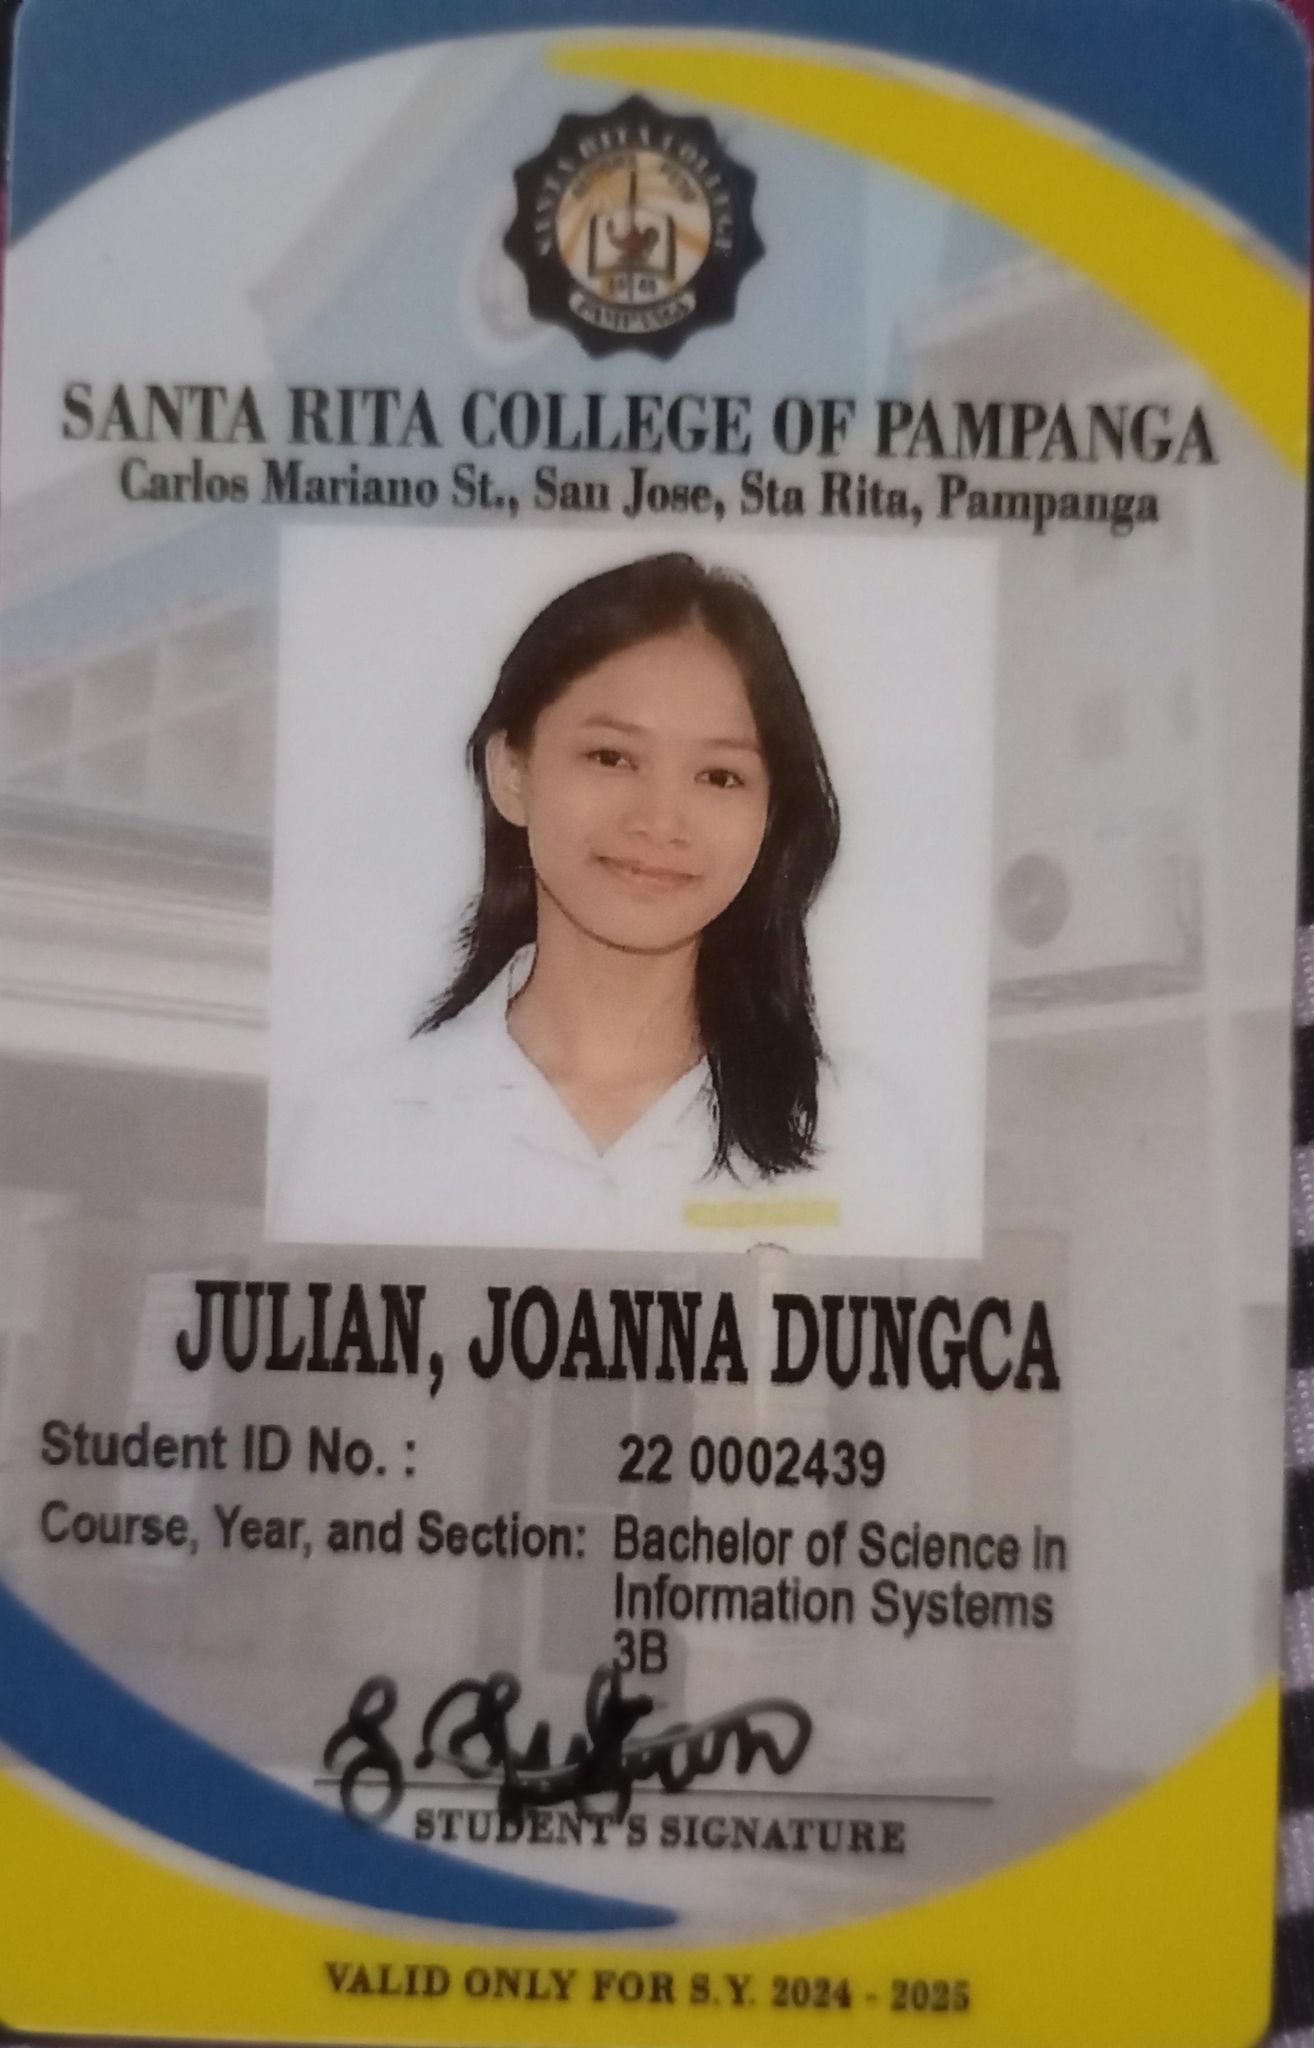 SANTA RITA COLLEGE
PAMPANGA
SANTA RITA COLLEGE OF PAMPANGA
Carlos Mariano St., San Jose, Sta Rita, Pampanga
JULIAN, JOANNA DUNGCA
Student ID No. : 22 0002439
Course, Year, and Section: Bachelor of Science in
Information Systems
3B
STUDENT'S SIGNATURE
VALID ONLY FOR S.Y. 2024 - 2025